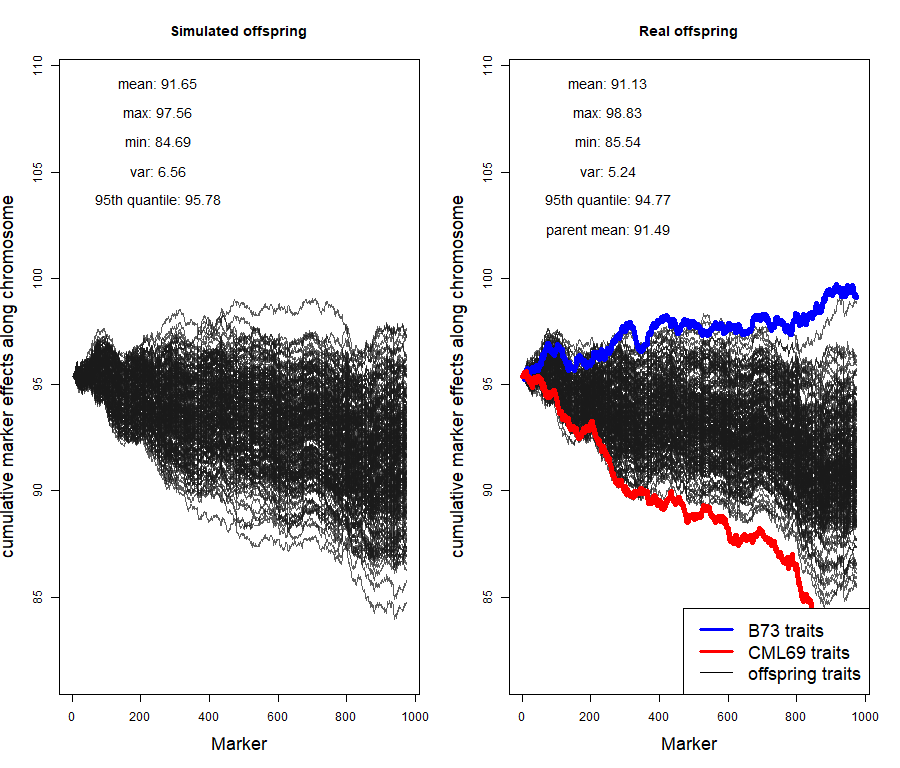 Simulated offspring
cumulative marker effects along chromosome
110
105
100
95
90
85
mean: 91.65
max: 97.56
min: 84.69
var: 6.56
95th quantile: 95.78
0 200 400 600 800 1000
Marker
Real offspring
cumulative marker effects along chromosome
110
105
100
95
90
85
mean: 91.13
max: 98.83
min: 85.54
var: 5.24
95th quantile: 94.77
parent mean: 91.49
B73 traits
CML69 traits
offspring traits
0 200 400 600 800 1000
Marker